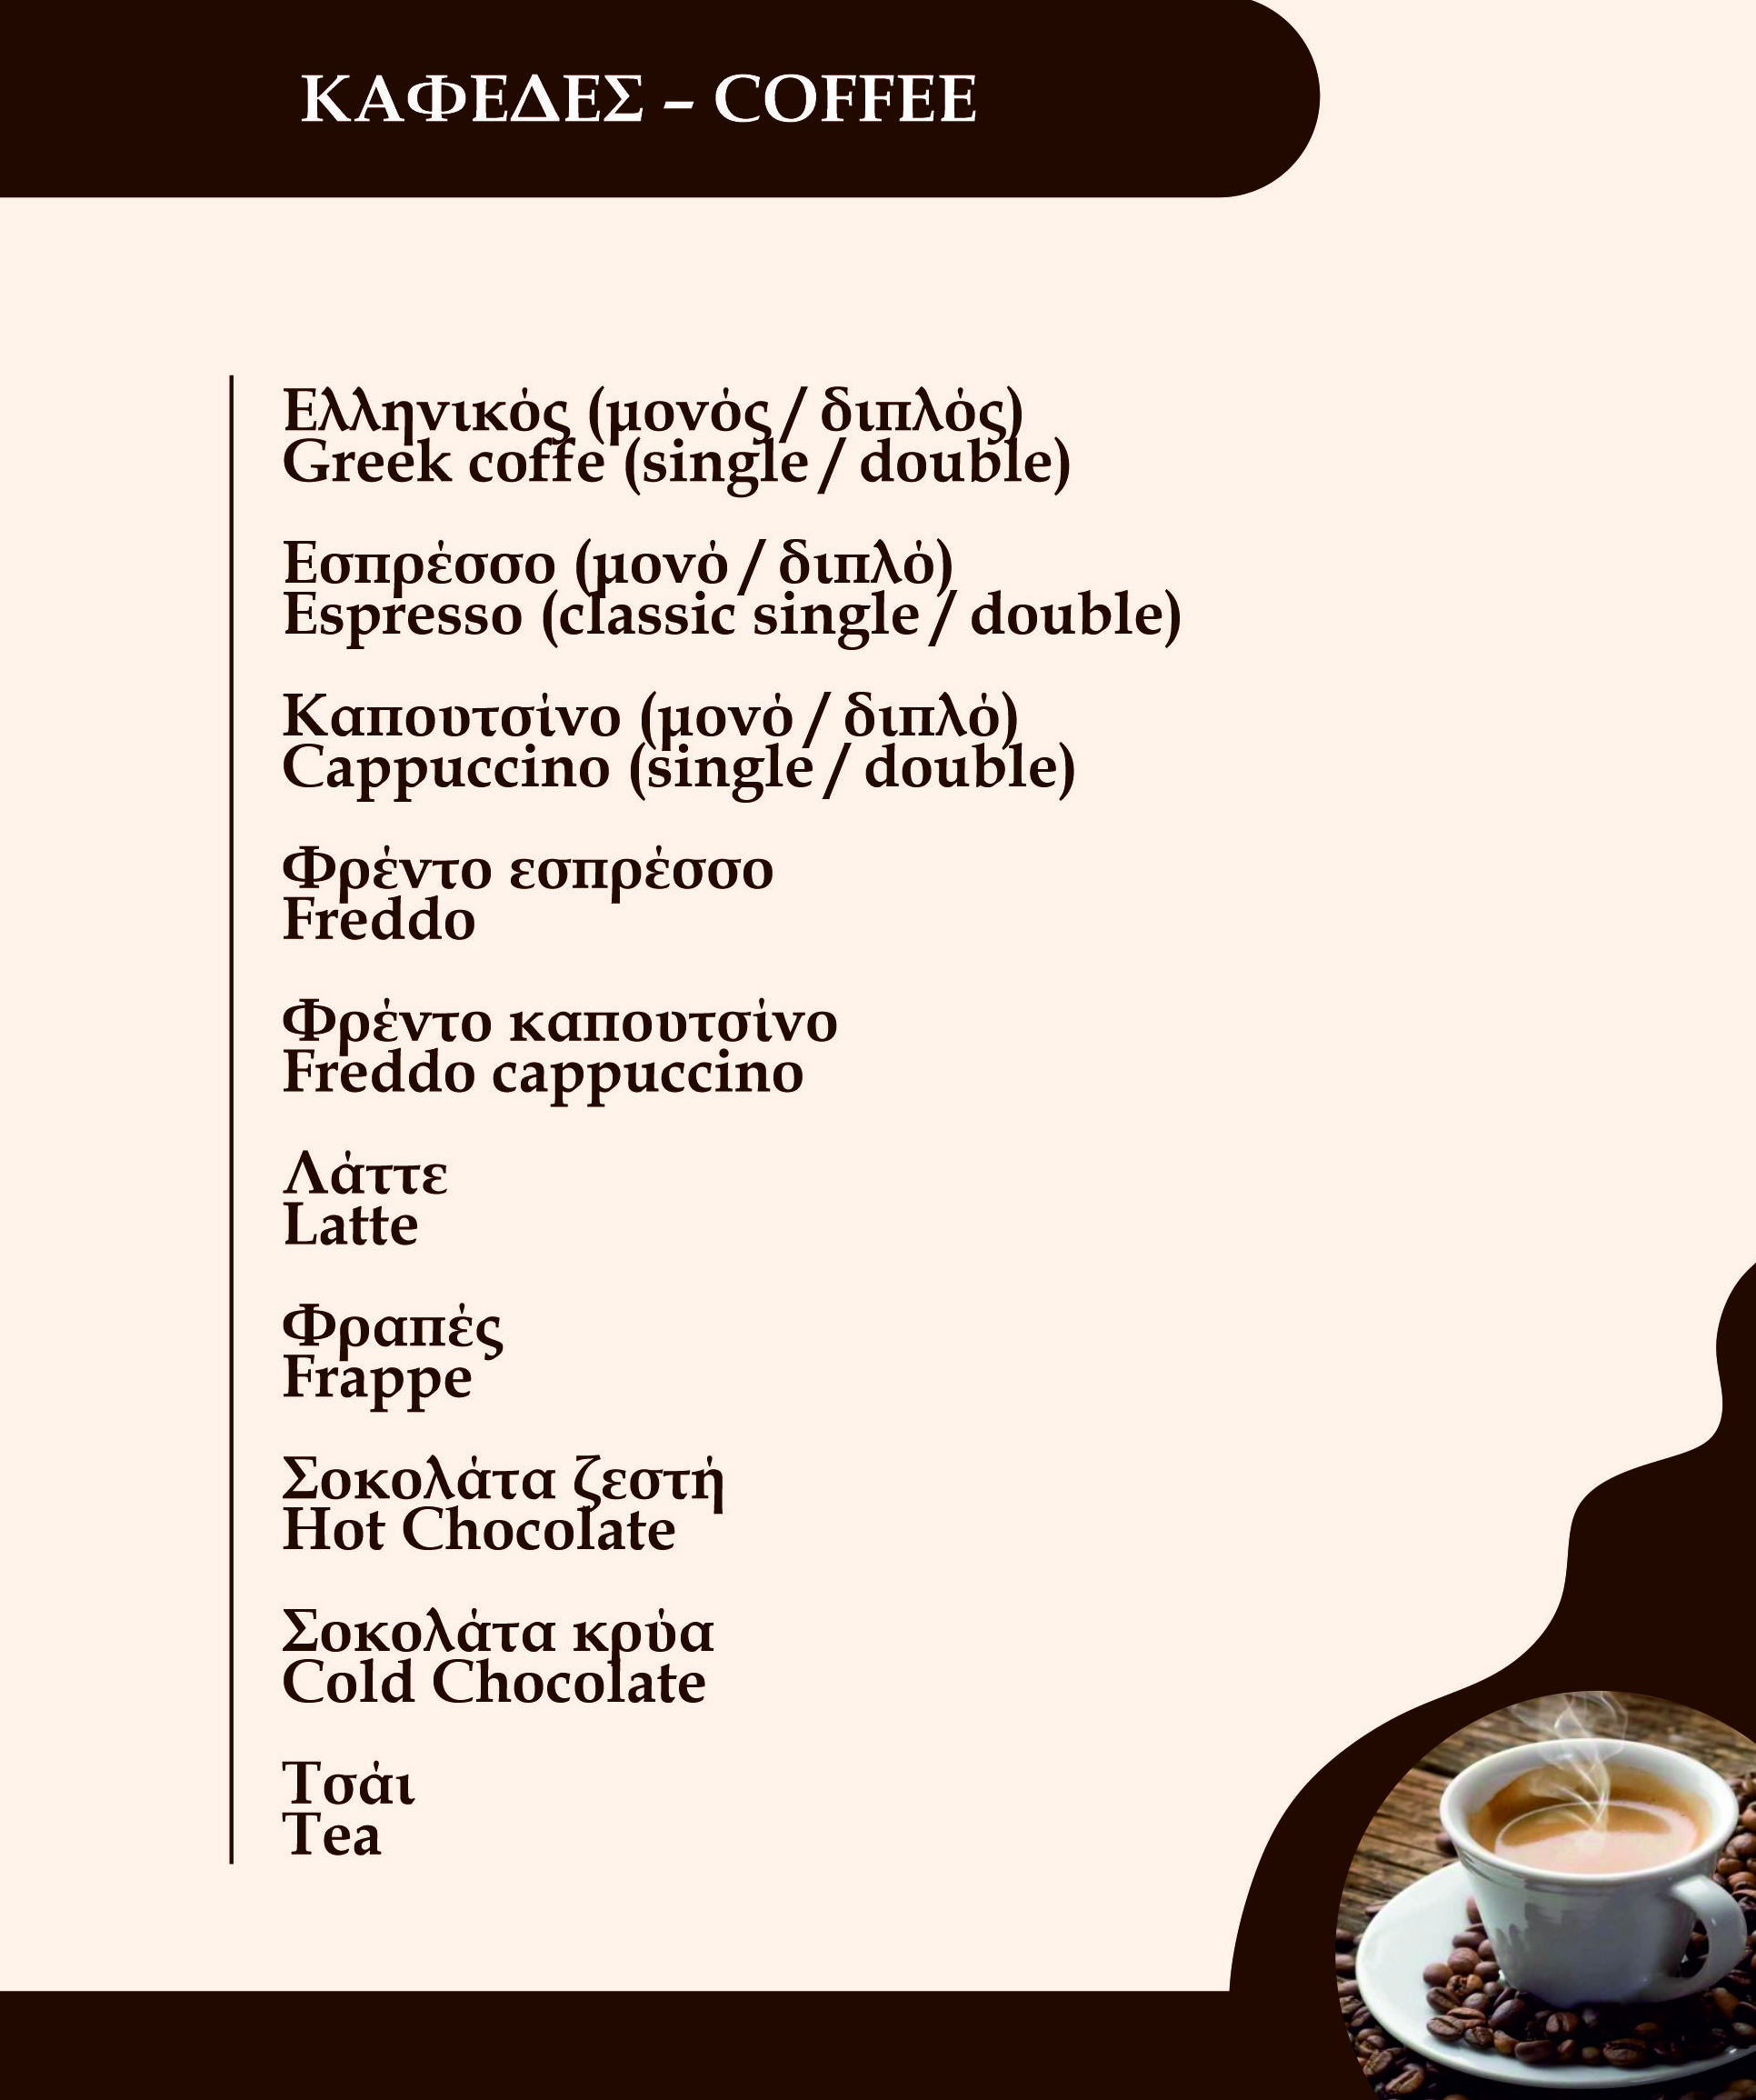 ΚΑΦΕΔΕΣ – COFFEE
Ελληνικός (μονός / διπλός)
Greek coffe (single / double)
Εσπρέσσο (μονό / διπλό)
Espresso (classic single / double)
Καπουτσίνο (μονό / διπλό)
Cappuccino (single / double)
Φρέντο εσπρέσσο
Freddo
Φρέντο καπουτσίνο
Freddo cappuccino
Λάττε
Latte
Φραπές
Frappe
Σοκολάτα ζεστή
Hot Chocolate
Σοκολάτα κρύα
Cold Chocolate
Τσάι
Tea